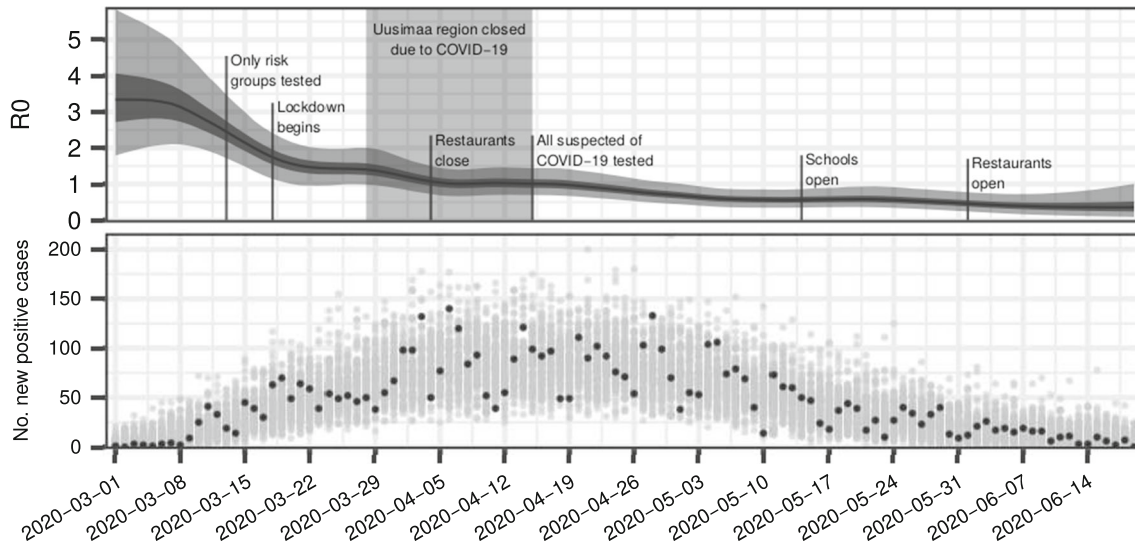 R0
5
4
3
2
1
0
Uusimaa region closed
due to COVID−19
Only risk
groups tested
Lockdown
begins
Restaurants
close
All suspected of
COVID−19 tested
Schools
open
Restaurants
open
No. new positive cases
200
150
100
50
0
2020−03−01
2020−03−08
2020−03−15
2020−03−22
2020−03−29
2020−04−05
2020−04−12
2020−04−19
2020−04−26
2020−05−03
2020−05−10
2020−05−17
2020−05−24
2020−05−31
2020−06−07
2020−06−14